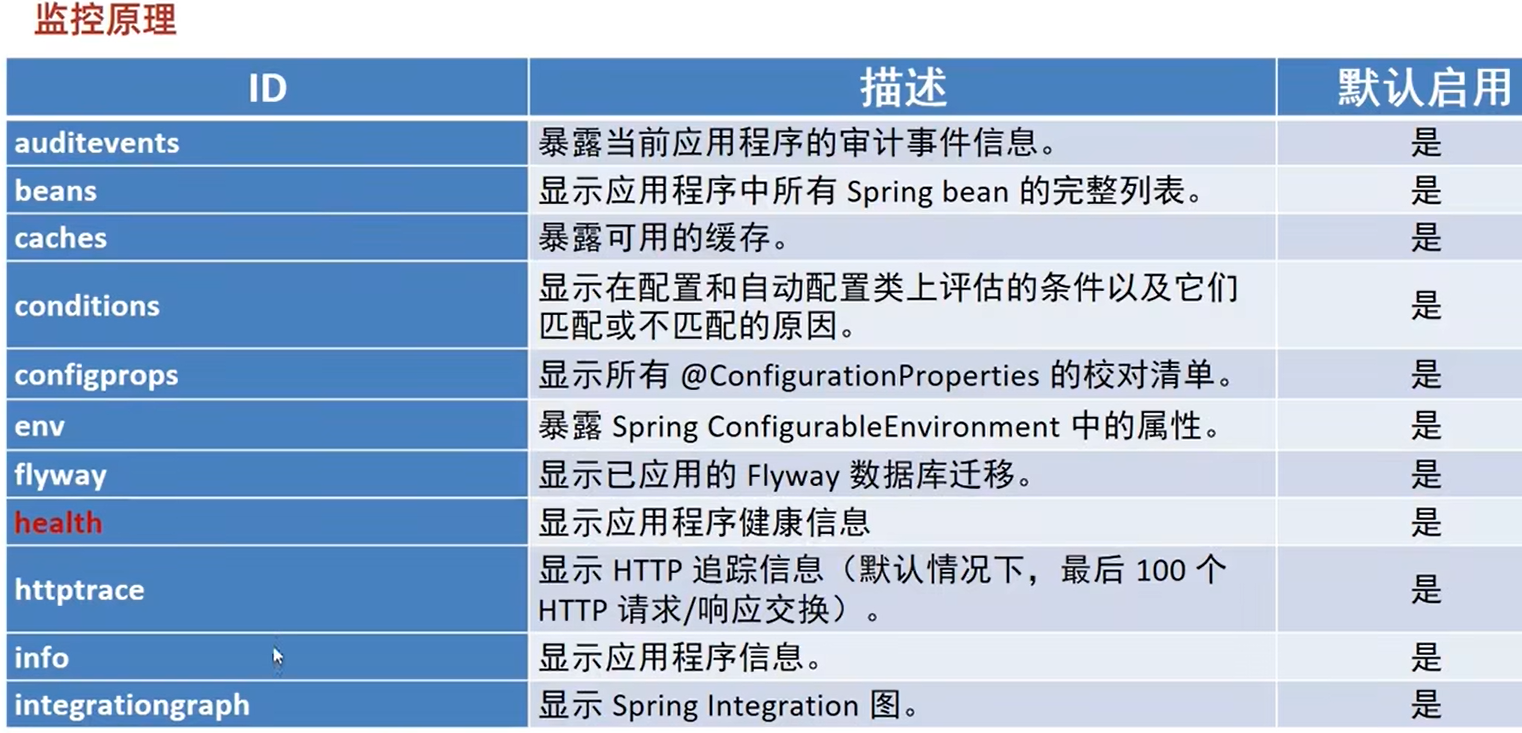 监控原理
ID 描述 默认启用
auditevents 暴露当前应用程序的审计事件信息。 是
beans 显示应用程序中所有 Spring bean 的完整列表。 是
caches 暴露可用的缓存。 是
conditions 显示在配置和自动配置类上评估的条件以及它们
匹配或不匹配的原因。 是
configprops 显示所有 @ConfigurationProperties 的校对清单。 是
env 暴露 Spring ConfigurableEnvironment 中的属性。 是
flyway 显示已应用的 Flyway 数据库迁移。 是
health 显示应用程序健康信息 是
httptrace 显示 HTTP 追踪信息（默认情况下，最后 100 个
HTTP 请求/响应交换）。 是
info 显示应用程序信息。 是
integrationgraph 显示 Spring Integration 图。 是